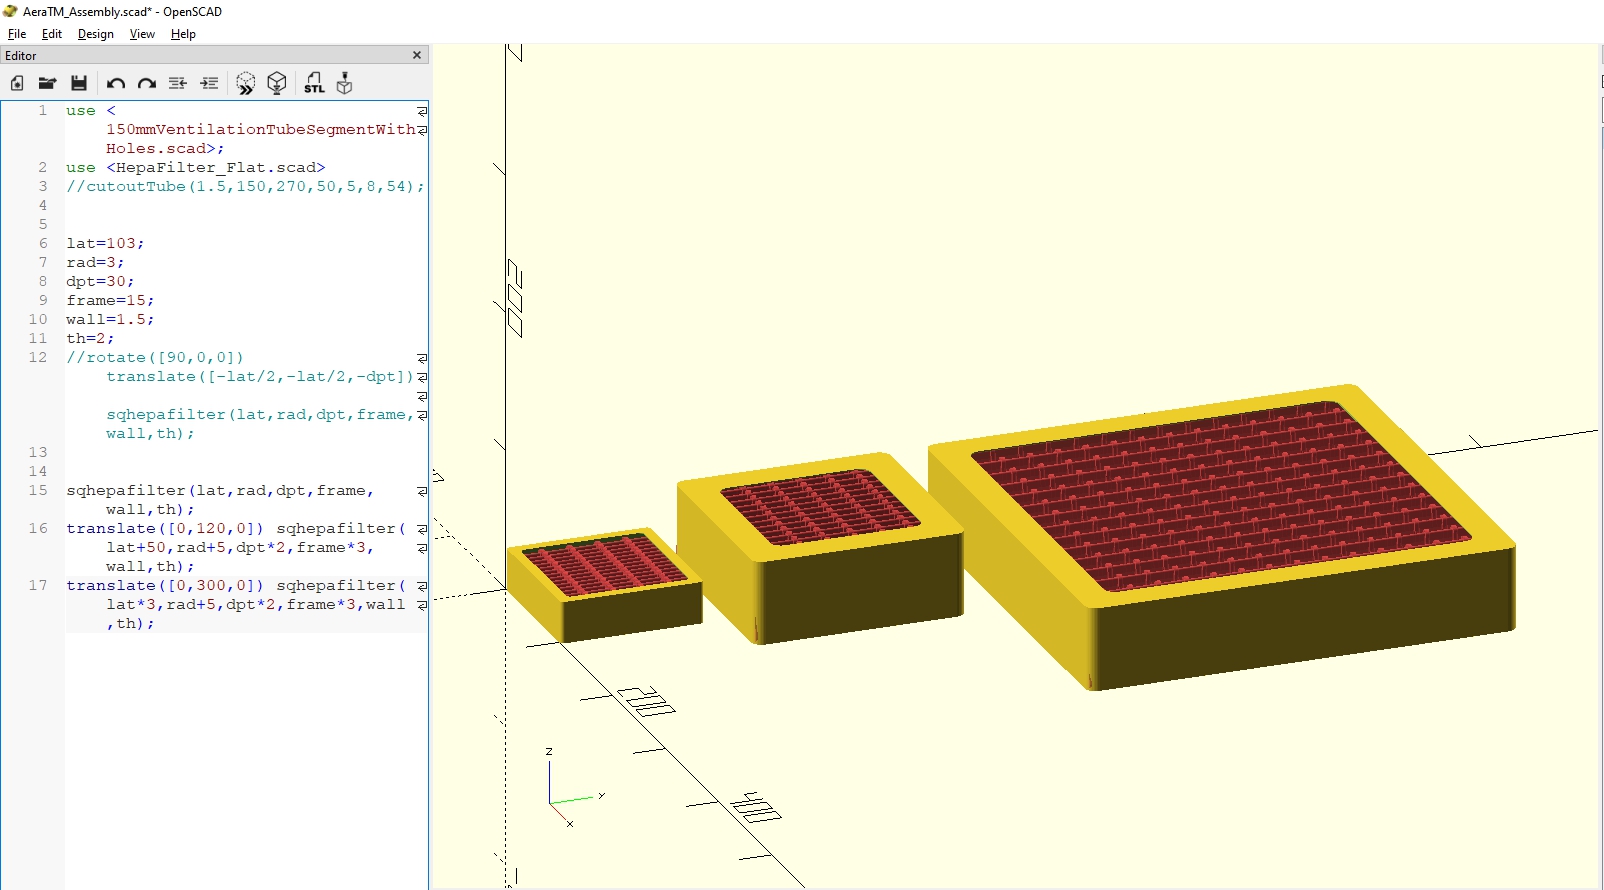 AeraTM_Assembly.scad* - OpenSCAD
File Edit Design View Help
Editor
STL
1 use <
150mmVentilationTubeSegmentWith
Holes.scad>;
2 use <HepaFilter_Flat.scad>
3 //cutoutTube(1.5,150,270,50,5,8,54);
4
5
6 lat=103;
7 rad=3;
8 dpt=30;
9 frame=15;
10 wall=1.5;
11 th=2;
12 //rotate([90,0,0])
translate([-lat/2,-lat/2,-dpt])
sqhepafilter(lat,rad,dpt,frame,
wall,th);
13
14
15 sqhepafilter(lat,rad,dpt,frame,
wall,th);
16 translate([0,120,0]) sqhepafilter(
lat+50,rad+5,dpt*2,frame*3,
wall,th);
17 translate([0,300,0]) sqhepafilter(
lat*3,rad+5,dpt*2,frame*3,wall
,th);
200
Z
Y
X